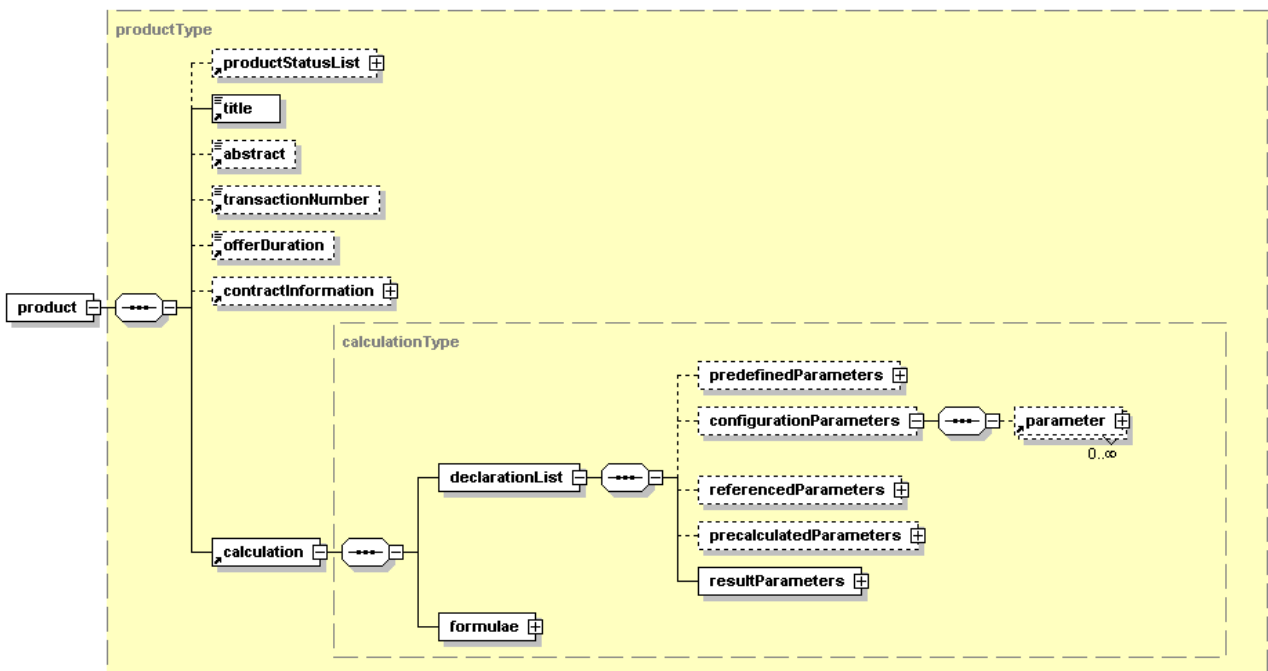 productType
productStatusList
title
abstract
transactionNumber
offerDuration
contractInformation
product
calculationType
predefinedParameters
configurationParameters
parameter
0..∞
declarationList
referencedParameters
precalculatedParameters
calculation
resultParameters
formulae